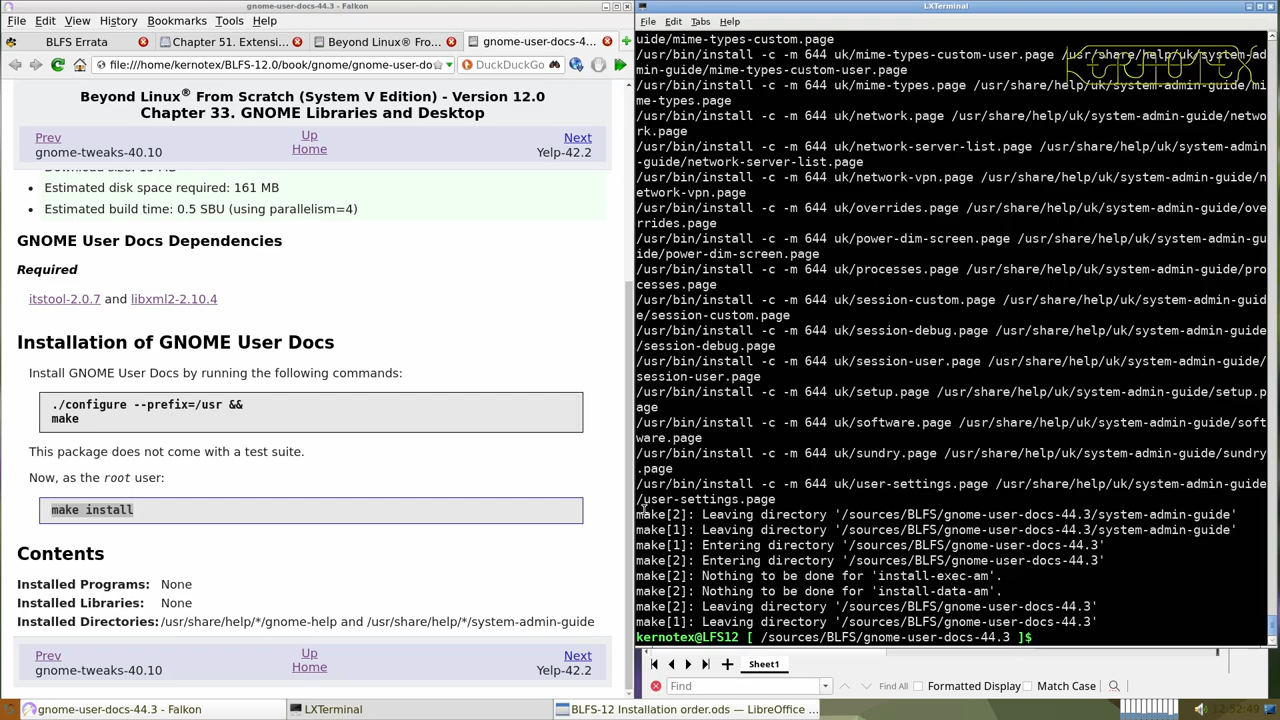 gnome-user-docs-44.3 - Falkon
File Edit View History Bookmarks Tools Help
BLFS Errata
Chapter 51. Extensi...
Beyond Linux® Fro...
gnome-user-docs-4...
file:///home/kernotex/BLFS-12.0/book/gnome/gnome-user-do
DuckDuckGo
Beyond Linux® From Scratch (System V Edition) - Version 12.0
Chapter 33. GNOME Libraries and Desktop
Prev Up Next
gnome-tweaks-40.10 Home Yelp-42.2
Estimated disk space required: 161 MB
Estimated build time: 0.5 SBU (using parallelism=4)
GNOME User Docs Dependencies
Required
itstool-2.0.7 and libxml2-2.10.4
Installation of GNOME User Docs
Install GNOME User Docs by running the following commands:
./configure --prefix=/usr &&
make
This package does not come with a test suite.
Now, as the root user:
make install
Contents
Installed Programs: None
Installed Libraries: None
Installed Directories: /usr/share/help/*/gnome-help and /usr/share/help/*/system-admin-guide
Prev Up Next
gnome-tweaks-40.10 Home Yelp-42.2
LXTerminal
File Edit Tabs Help
uide/mime-types-custom.page
/usr/bin/install -c -m 644 uk/mime-types-custom-user.page /usr/share/help/uk/system-ad
min-guide/mime-types-custom-user.page
/usr/bin/install -c -m 644 uk/mime-types.page /usr/share/help/uk/system-admin-guide/mi
me-types.page
/usr/bin/install -c -m 644 uk/network.page /usr/share/help/uk/system-admin-guide/netwo
rk.page
/usr/bin/install -c -m 644 uk/network-server-list.page /usr/share/help/uk/system-admin
-guide/network-server-list.page
/usr/bin/install -c -m 644 uk/network-vpn.page /usr/share/help/uk/system-admin-guide/n
etwork-vpn.page
/usr/bin/install -c -m 644 uk/overrides.page /usr/share/help/uk/system-admin-guide/ove
rrides.page
/usr/bin/install -c -m 644 uk/power-dim-screen.page /usr/share/help/uk/system-admin-gu
ide/power-dim-screen.page
/usr/bin/install -c -m 644 uk/processes.page /usr/share/help/uk/system-admin-guide/pro
cesses.page
/usr/bin/install -c -m 644 uk/session-custom.page /usr/share/help/uk/system-admin-guid
e/session-custom.page
/usr/bin/install -c -m 644 uk/session-debug.page /usr/share/help/uk/system-admin-guide
/session-debug.page
/usr/bin/install -c -m 644 uk/session-user.page /usr/share/help/uk/system-admin-guide/
session-user.page
/usr/bin/install -c -m 644 uk/setup.page /usr/share/help/uk/system-admin-guide/setup.p
age
/usr/bin/install -c -m 644 uk/software.page /usr/share/help/uk/system-admin-guide/soft
ware.page
/usr/bin/install -c -m 644 uk/sundry.page /usr/share/help/uk/system-admin-guide/sundry
.page
/usr/bin/install -c -m 644 uk/user-settings.page /usr/share/help/uk/system-admin-guide
/user-settings.page
make[2]: Leaving directory '/sources/BLFS/gnome-user-docs-44.3/system-admin-guide'
make[1]: Leaving directory '/sources/BLFS/gnome-user-docs-44.3/system-admin-guide'
make[1]: Entering directory '/sources/BLFS/gnome-user-docs-44.3'
make[2]: Entering directory '/sources/BLFS/gnome-user-docs-44.3'
make[2]: Nothing to be done for 'install-exec-am'.
make[2]: Nothing to be done for 'install-data-am'.
make[2]: Leaving directory '/sources/BLFS/gnome-user-docs-44.3'
make[1]: Leaving directory '/sources/BLFS/gnome-user-docs-44.3'
kernotex@LFS12 [ /sources/BLFS/gnome-user-docs-44.3 ]$
Sheet1
Find Find All Formatted Display Match Case
gnome-user-docs-44.3 - Falkon
LXTerminal
BLFS-12 Installation order.ods — LibreOffice ...
12:52:49